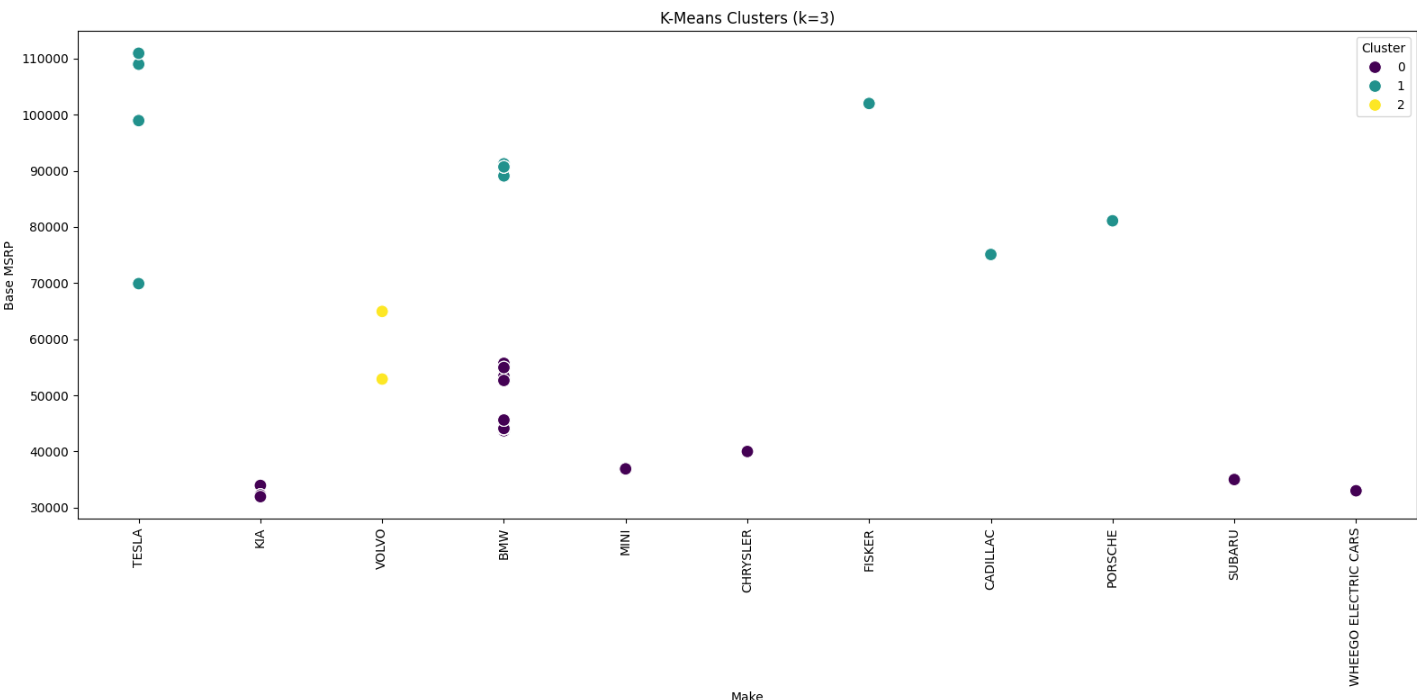 K-Means Clusters (k=3)
Cluster
0
1
2
110000
100000
90000
80000
70000
60000
50000
40000
30000
Base MSRP
TESLA
KIA
VOLVO
BMW
MINI
CHRYSLER
FISKER
CADILLAC
PORSCHE
SUBARU
WHEEGO ELECTRIC CARS
Make